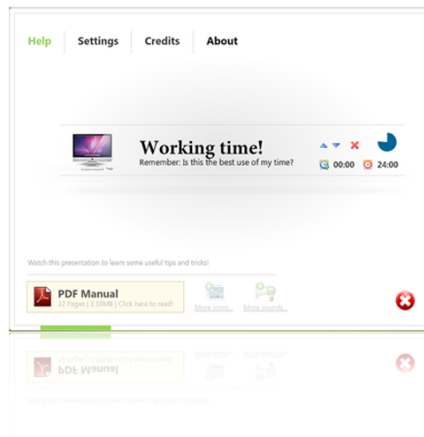 Help Settings Credits About
Working time!
Remember: Is this the best use of my time?
00:00 24:00
Watch this presentation to learn some useful tips and tricks!
PDF Manual
32 Pages | 3.59MB | Click here to read!
More icons... More sounds...